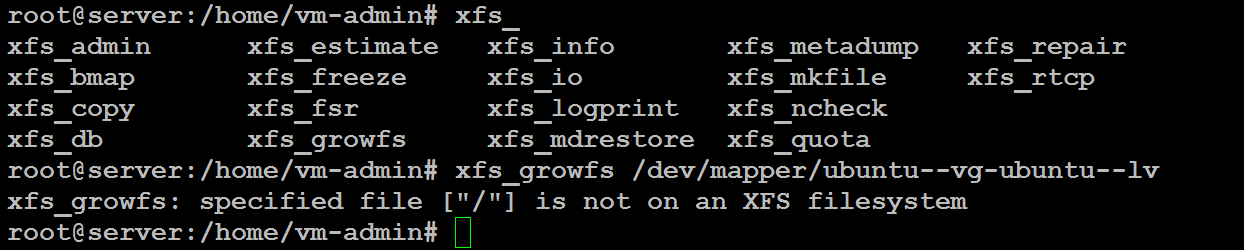 root@server:/home/vm-admin# xfs_
xfs_admin xfs_estimate xfs_info xfs_metadump xfs_repair
xfs_bmap xfs_freeze xfs_io xfs_mkfile xfs_rtcp
xfs_copy xfs_fsr xfs_logprint xfs_ncheck
xfs_db xfs_growfs xfs_mdrestore xfs_quota
root@server:/home/vm-admin# xfs_growfs /dev/mapper/ubuntu--vg-ubuntu--lv
xfs_growfs: specified file ["/"] is not on an XFS filesystem
root@server:/home/vm-admin#